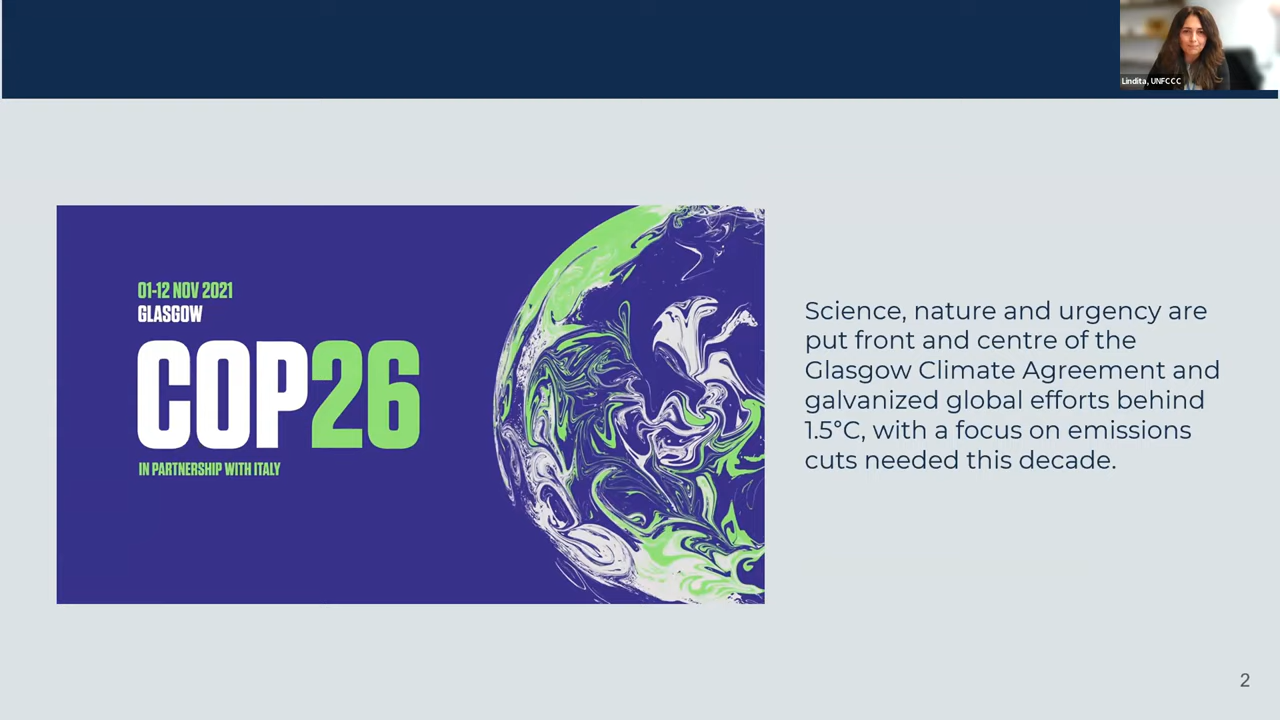 Lindita, UNFCCC
01-12 NOV 2021
GLASGOW
COP26
IN PARTNERSHIP WITH ITALY
Science, nature and urgency are
put front and centre of the
Glasgow Climate Agreement and
galvanized global efforts behind
1.5°C, with a focus on emissions
cuts needed this decade.
2